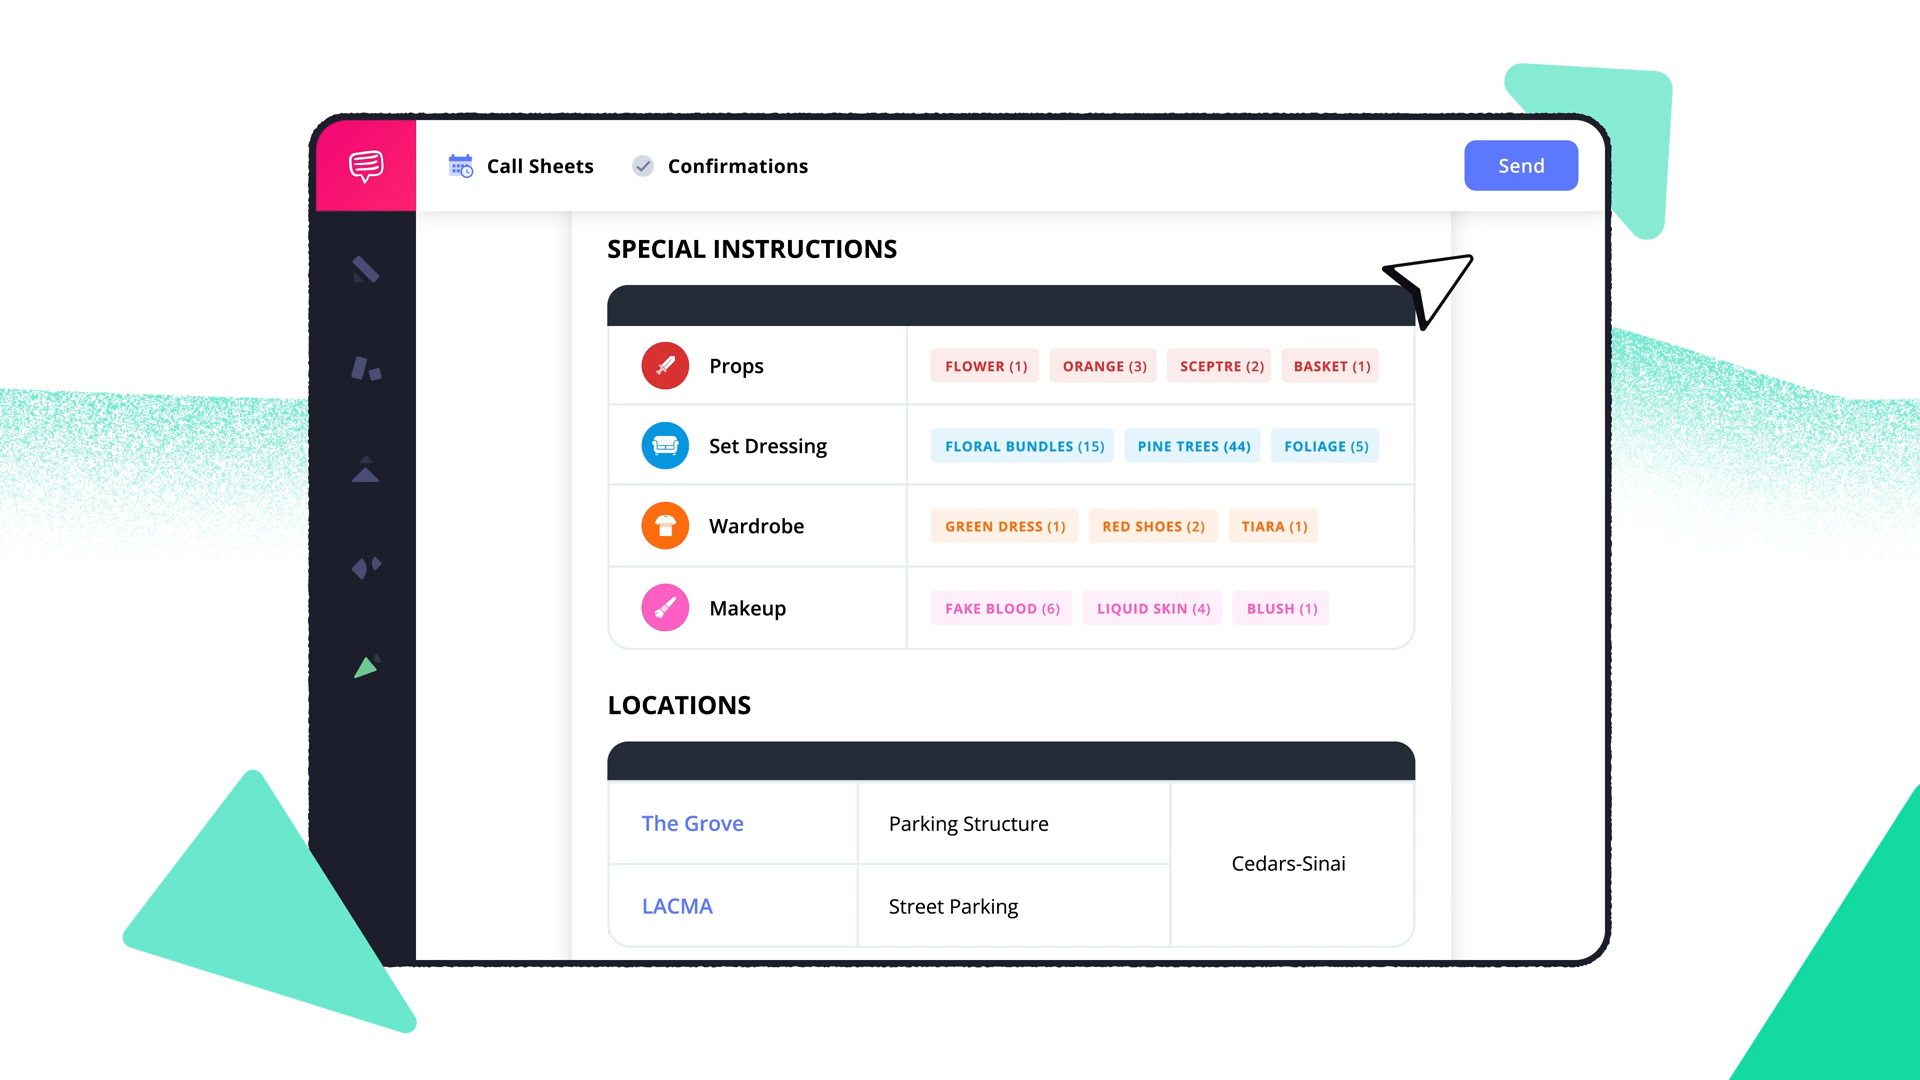 Call Sheets Confirmations Send
SPECIAL INSTRUCTIONS
Props FLOWER (1) ORANGE (3) SCEPTRE (2) BASKET (1)
Set Dressing FLORAL BUNDLES (15) PINE TREES (44) FOLIAGE (5)
Wardrobe GREEN DRESS (1) RED SHOES (2) TIARA (1)
Makeup FAKE BLOOD (6) LIQUID SKIN (4) BLUSH (1)
LOCATIONS
The Grove Parking Structure
Cedars-Sinai
LACMA Street Parking